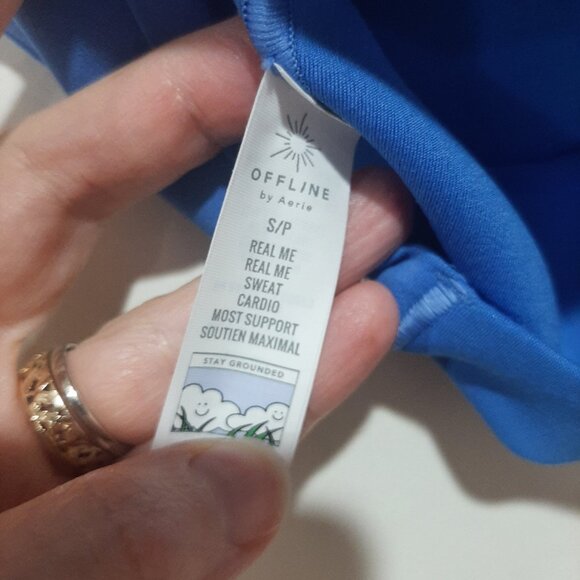 OFFLINE
by Aerie
S/P
REAL ME
REAL ME
SWEAT
CARDIO
MOST SUPPORT
SOUTIEN MAXIMAL
STAY GROUNDED